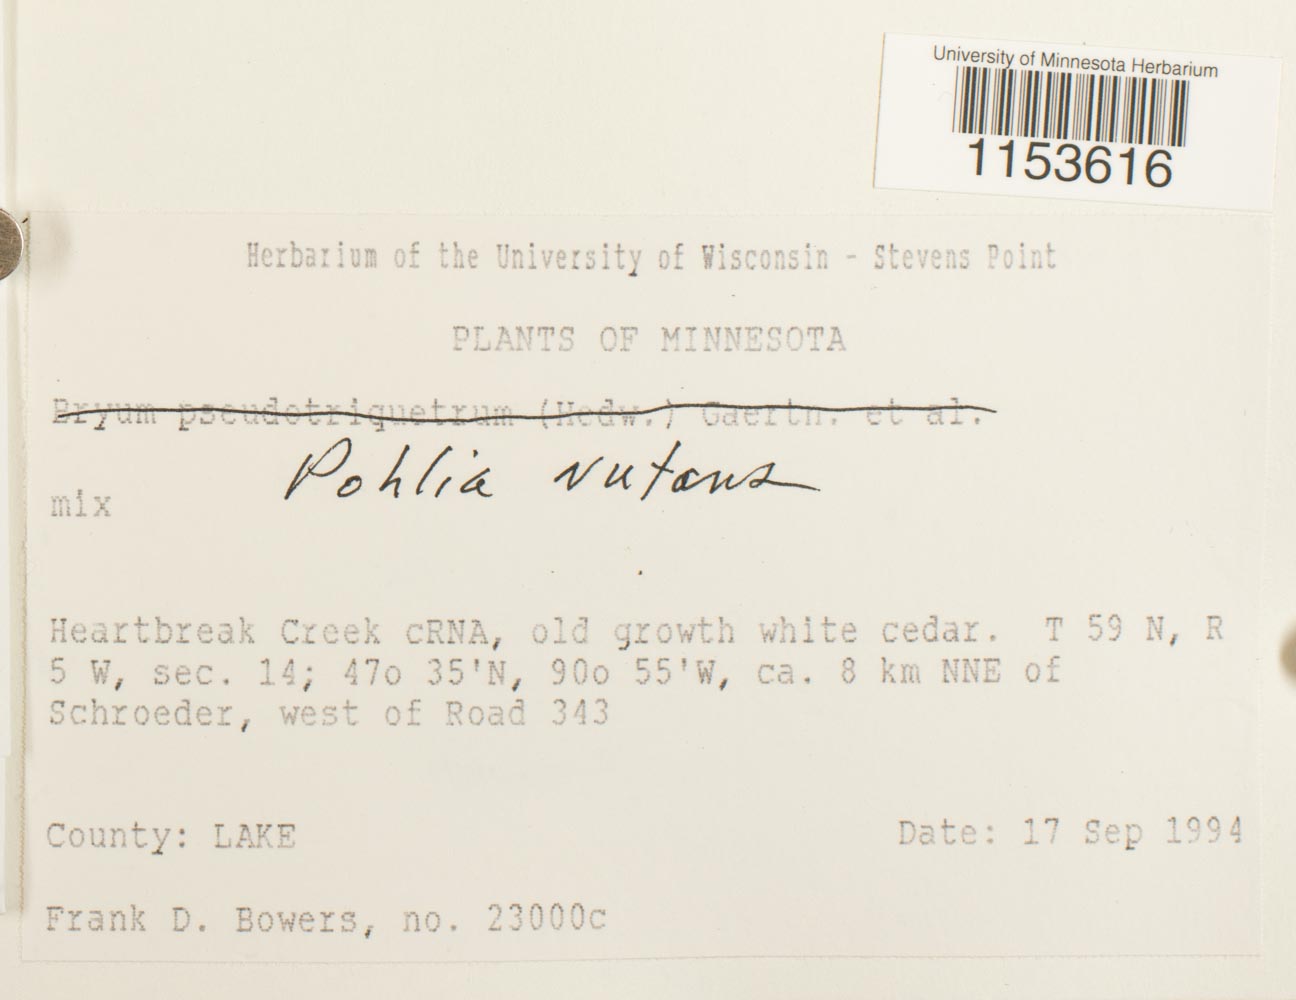 University of Minnesota Herbarium
1153616
Herbarium of the University of Wisconsin - Stevens Point
PLANTS OF MINNESOTA
Bryum pseudotriquetrum (Hedw.) Gaertn. et al.
Pohlia nutans
mix
Heartbreak Creek cRNA, old growth white cedar. T 59 N, R
5 W, sec. 14; 47o 35'N, 90o 55'W, ca. 8 km NNE of
Schroeder, west of Road 343
County: LAKE Date: 17 Sep 1994
Frank D. Bowers, no. 23000c